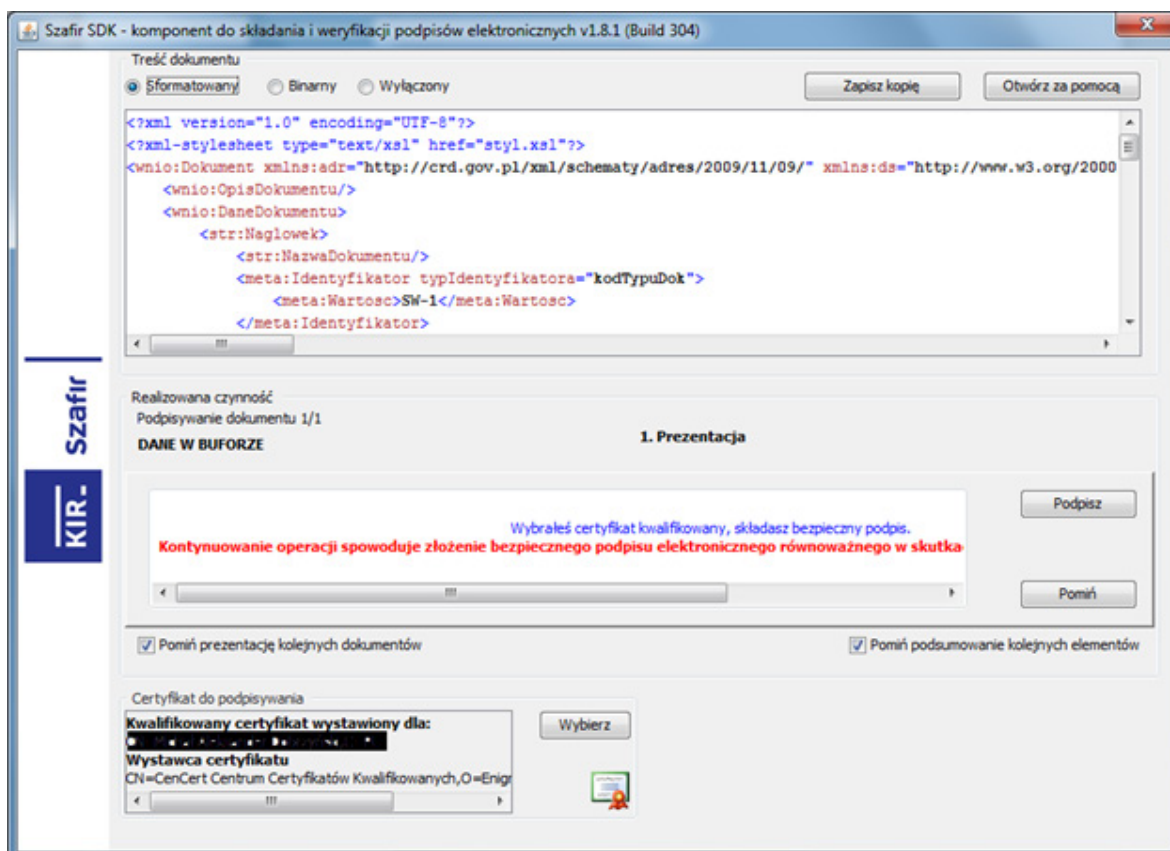 Szafir SDK - komponent do składania i weryfikacji podpisów elektronicznych v1.8.1 (Build 304)
Treść dokumentu
Sformatowany Binarny Wyłączony Zapisz kopię Otwórz za pomocą
<?xml version="1.0" encoding="UTF-8"?>
<?xml-stylesheet type="text/xsl" href="styl.xsl"?>
<wnio:Dokument xmlns:adr="http://crd.gov.pl/xml/schematy/adres/2009/11/09/" xmlns:ds="http://www.w3.org/2000
<wnio:OpisDokumentu/>
<wnio:DaneDokumentu>
<str:Naglowek>
<str:NazwaDokumentu/>
<meta:Identyfikator typIdentyfikatora="kodTypuDok">
<meta:Wartosc>SW-1</meta:Wartosc>
</meta:Identyfikator>
Szafir
KIR.
Realizowana czynność
Podpisywanie dokumentu 1/1
DANE W BUFORZE
1. Prezentacja
Wybrałeś certyfikat kwalifikowany, składasz bezpieczny podpis.
Kontynuowanie operacji spowoduje złożenie bezpiecznego podpisu elektronicznego równoważnego w skutka
Podpisz
Pomiń
Pomiń prezentację kolejnych dokumentów
Pomiń podsumowanie kolejnych elementów
Certyfikat do podpisywania
Kwalifikowany certyfikat wystawiony dla:
Wystawca certyfikatu
CN=CenCert Centrum Certyfikatów Kwalifikowanych,O=Enigr
Wybierz